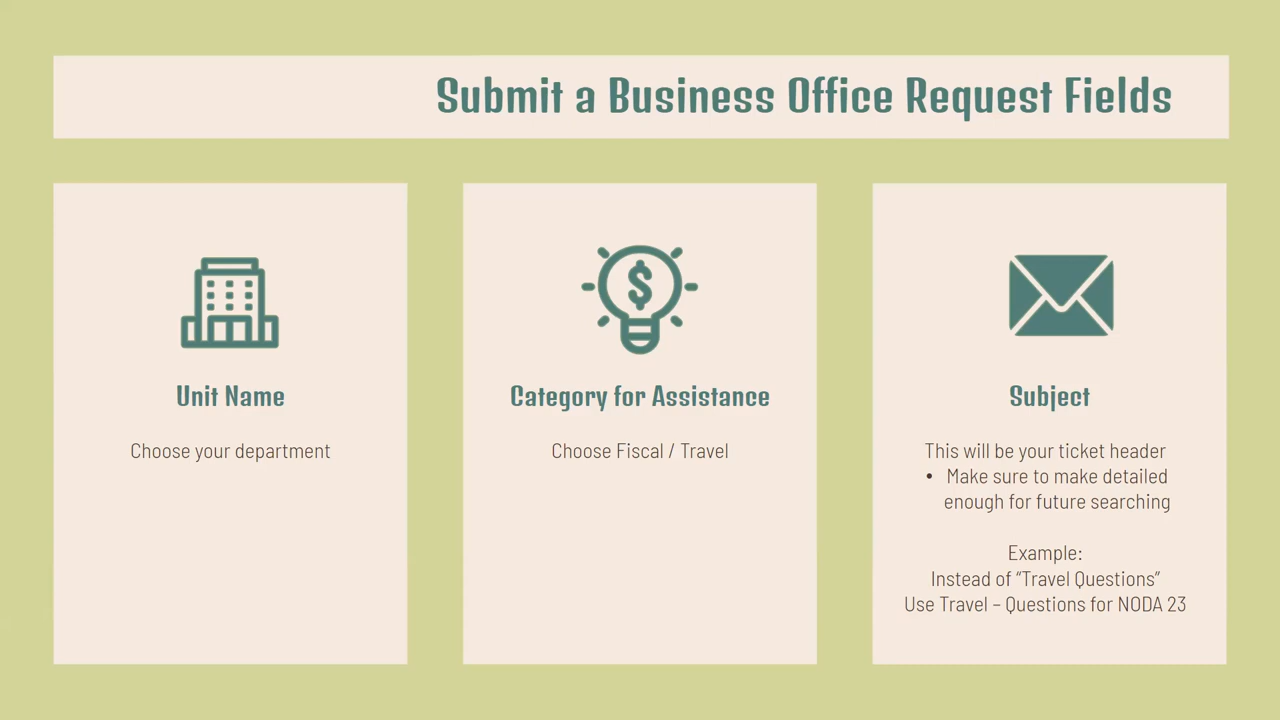 Submit a Business Office Request Fields
Unit Name
Choose your department
Category for Assistance
Choose Fiscal / Travel
Subject
This will be your ticket header
• Make sure to make detailed
enough for future searching
Example:
Instead of “Travel Questions”
Use Travel – Questions for NODA 23